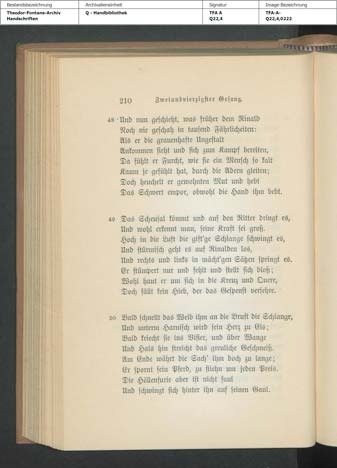 Bestandsbezeichnung
Archivalieneinheit
Signatur
Image-Bezeichnung
Theodor-Fontane-Archiv
Handschriften
Q - Handbibliothek
TFA A
Q22,4
TFA-A-
Q22,4,0222
210 Zweiundvierzigster Gesang.
48 Und nun geschieht, was früher dem Rinald
Noch nie geschah in tausend Fährlichkeiten:
Als er die grauenhafte Ungestalt
Ankommen sieht und sich zum Kampf bereiten,
Da fühlt er Furcht, wie sie ein Mensch so kalt
Kaum je gefühlt hat, durch die Adern gleiten;
Doch heuchelt er gewohnten Mut und hebt
Das Schwert empor, obwohl die Hand ihm bebt.
49 Das Scheusal kömmt und auf den Ritter dringt es,
Und wohl erkennt man, seine Kraft sei groß.
Hoch in die Luft die gift'ge Schlange schwingt es,
Und stürmisch geht es auf Rinalden los,
Und rechts und links in mächt'gen Sätzen springt es.
Er stümpert nur und fehlt und stellt sich bloß;
Wohl haut er um sich in die Kreuz und Quere,
Doch fällt kein Hieb, der das Gespenst versehre.
50 Bald schnellt das Weib ihm an die Brust die Schlange,
Und unterm Harnisch wird sein Herz zu Eis;
Bald kriecht sie ins Visier, und über Wange
Und Hals hin streicht das greuliche Geschmeiß.
Am Ende währt die Sach' ihm doch zu lange;
Er spornt sein Pferd, zu fliehn um jeden Preis.
Die Höllenfurie aber ist nicht faul
Und schwingt sich hinter ihn auf seinen Gaul.